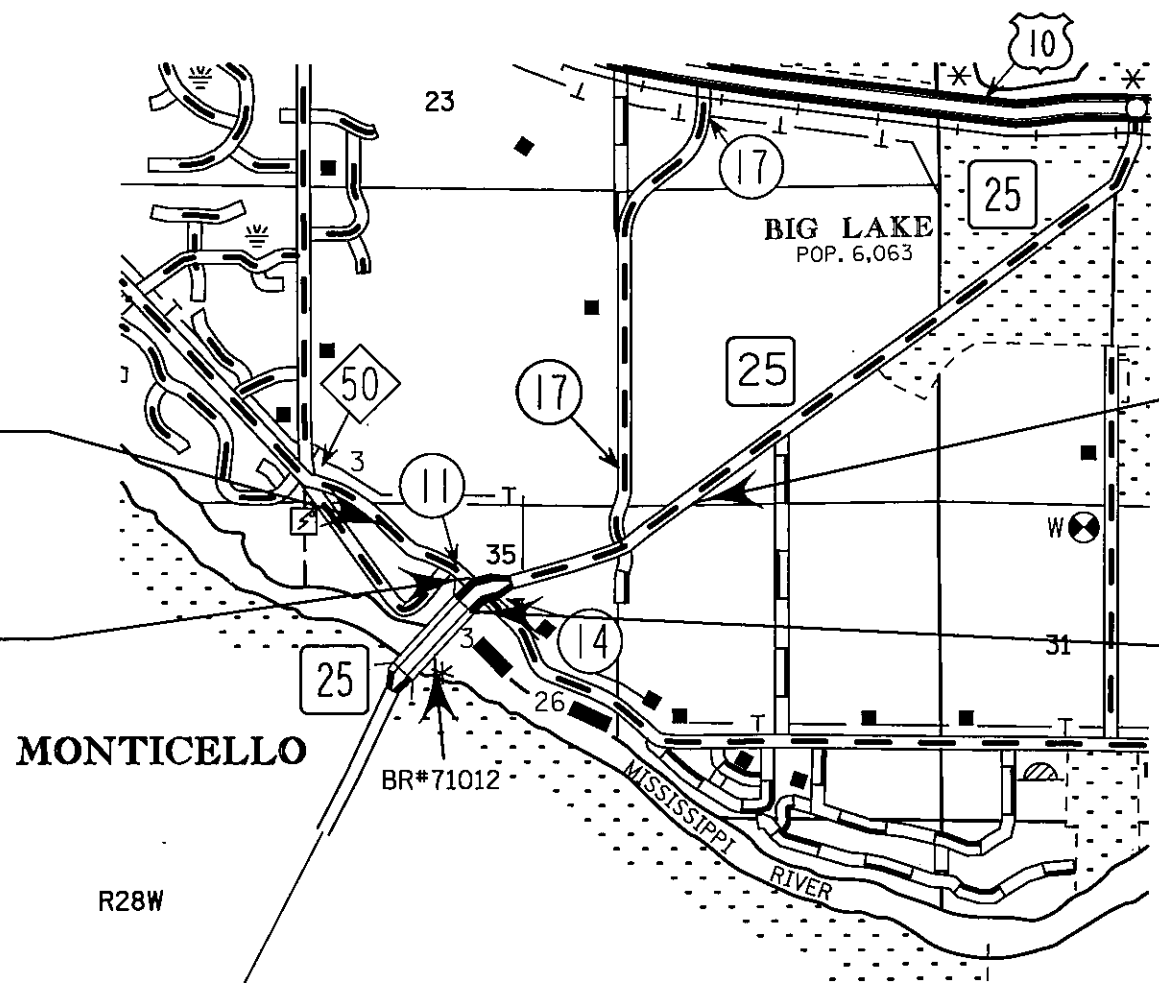 10
23
17
25
BIG LAKE
POP. 6,063
25
50
17
3
11
35
W
14
3
31
25
26
MONTICELLO
BR#71012
MISSISSIPPI
RIVER
R28W